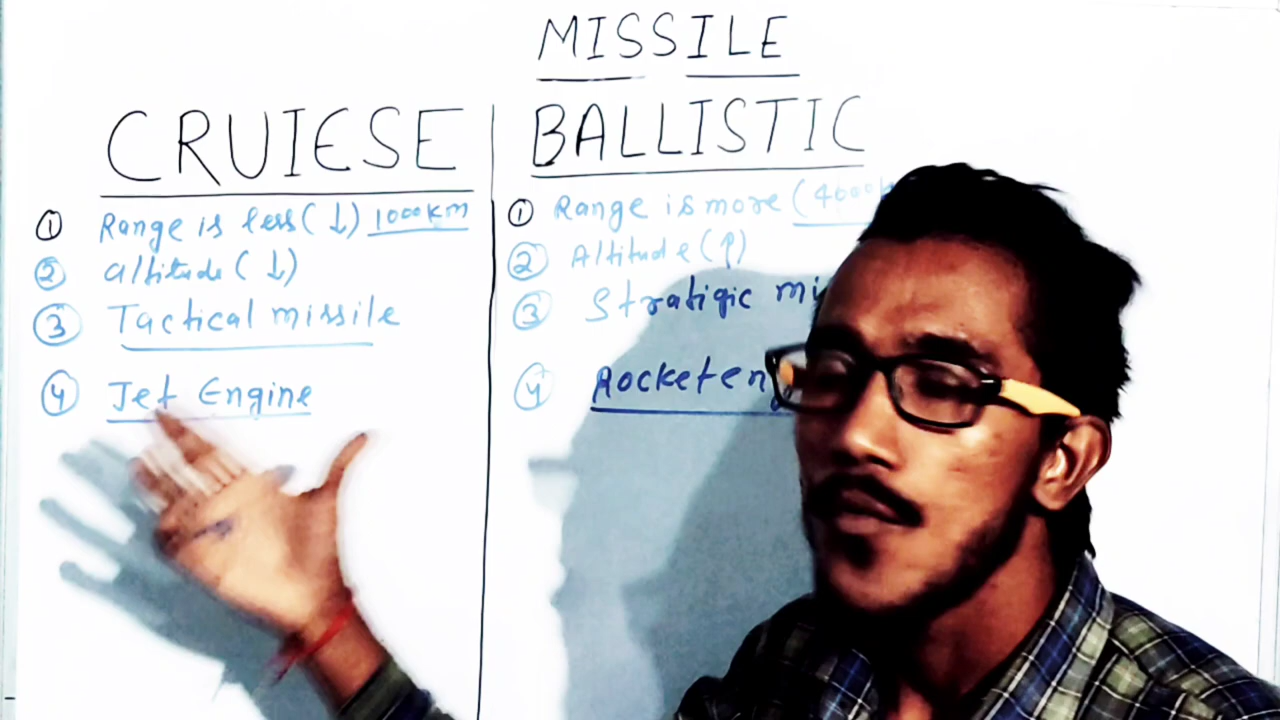 MISSILE
CRUIESE
① Range is less (↓) 1000km
② altitude (↓)
③ Tactical missile
④ Jet Engine
BALLISTIC
① Range is more (4000
② Altitude (↑)
③ Stratigic
④ Rocket